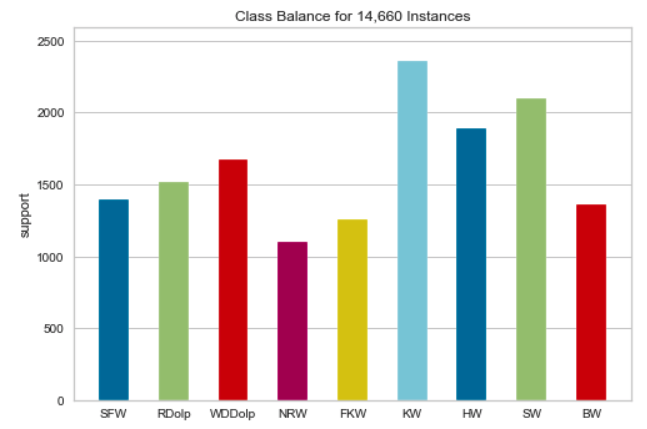 Class Balance for 14,660 Instances
2500
2000
1500
1000
500
0
support
SFW RDolp WDDolp NRW FKW KW HW SW BW